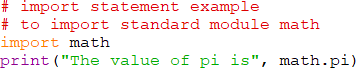 # import statement example
# to import standard module math
import math
print("The value of pi is", math.pi)